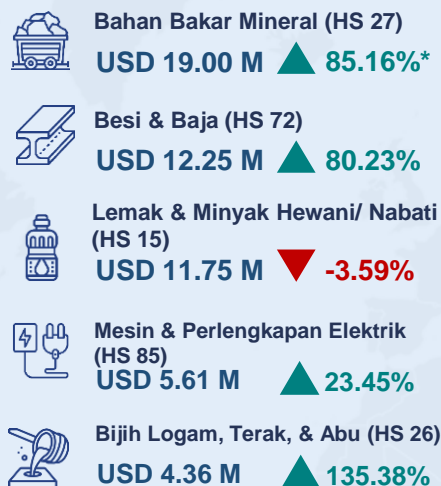 Bahan Bakar Mineral (HS 27)
USD 19.00 M 85.16%*
Besi & Baja (HS 72)
USD 12.25 M 80.23%
Lemak & Minyak Hewani/ Nabati
(HS 15)
USD 11.75 M -3.59%
Mesin & Perlengkapan Elektrik
(HS 85)
USD 5.61 M 23.45%
Bijih Logam, Terak, & Abu (HS 26)
USD 4.36 M 135.38%